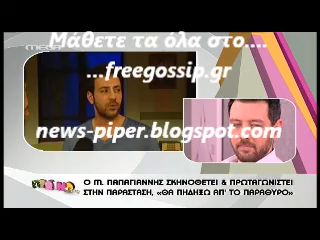 Μάθετε τα όλα στο....
MEGA
...freegossip.gr
news-piper.blogspot.com
Ο Μ. ΠΑΠΑΓΙΑΝΝΗΣ ΣΚΗΝΟΘΕΤΕΙ & ΠΡΩΤΑΓΩΝΙΣΤΕΙ
ΣΤΗΝ ΠΑΡΑΣΤΑΣΗ, «ΘΑ ΠΗΔΗΞΩ ΑΠ' ΤΟ ΠΑΡΑΘΥΡΟ»